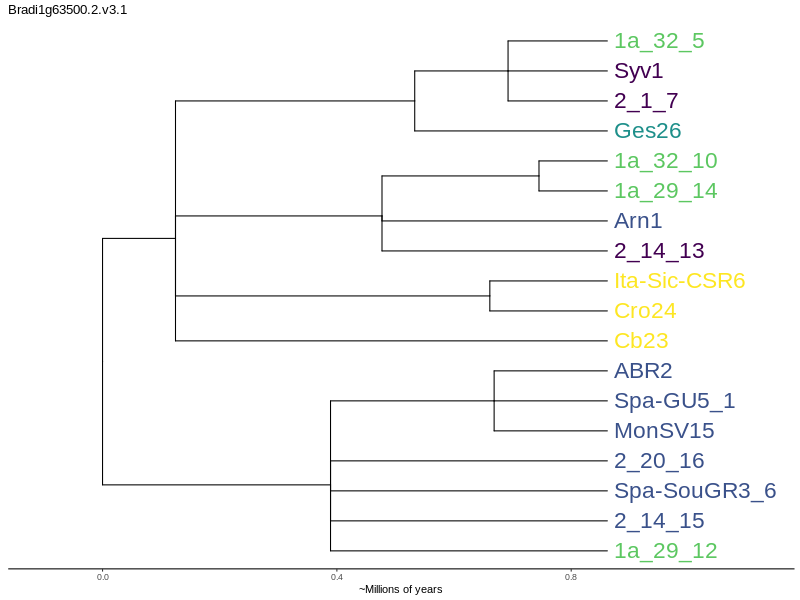 Bradi1g63500.2.v3.1
1a_32_5
Syv1
2_1_7
Ges26
1a_32_10
1a_29_14
Arn1
2_14_13
Ita-Sic-CSR6
Cro24
Cb23
ABR2
Spa-GU5_1
MonSV15
2_20_16
Spa-SouGR3_6
2_14_15
1a_29_12
0.0 0.4 0.8
~Millions of years